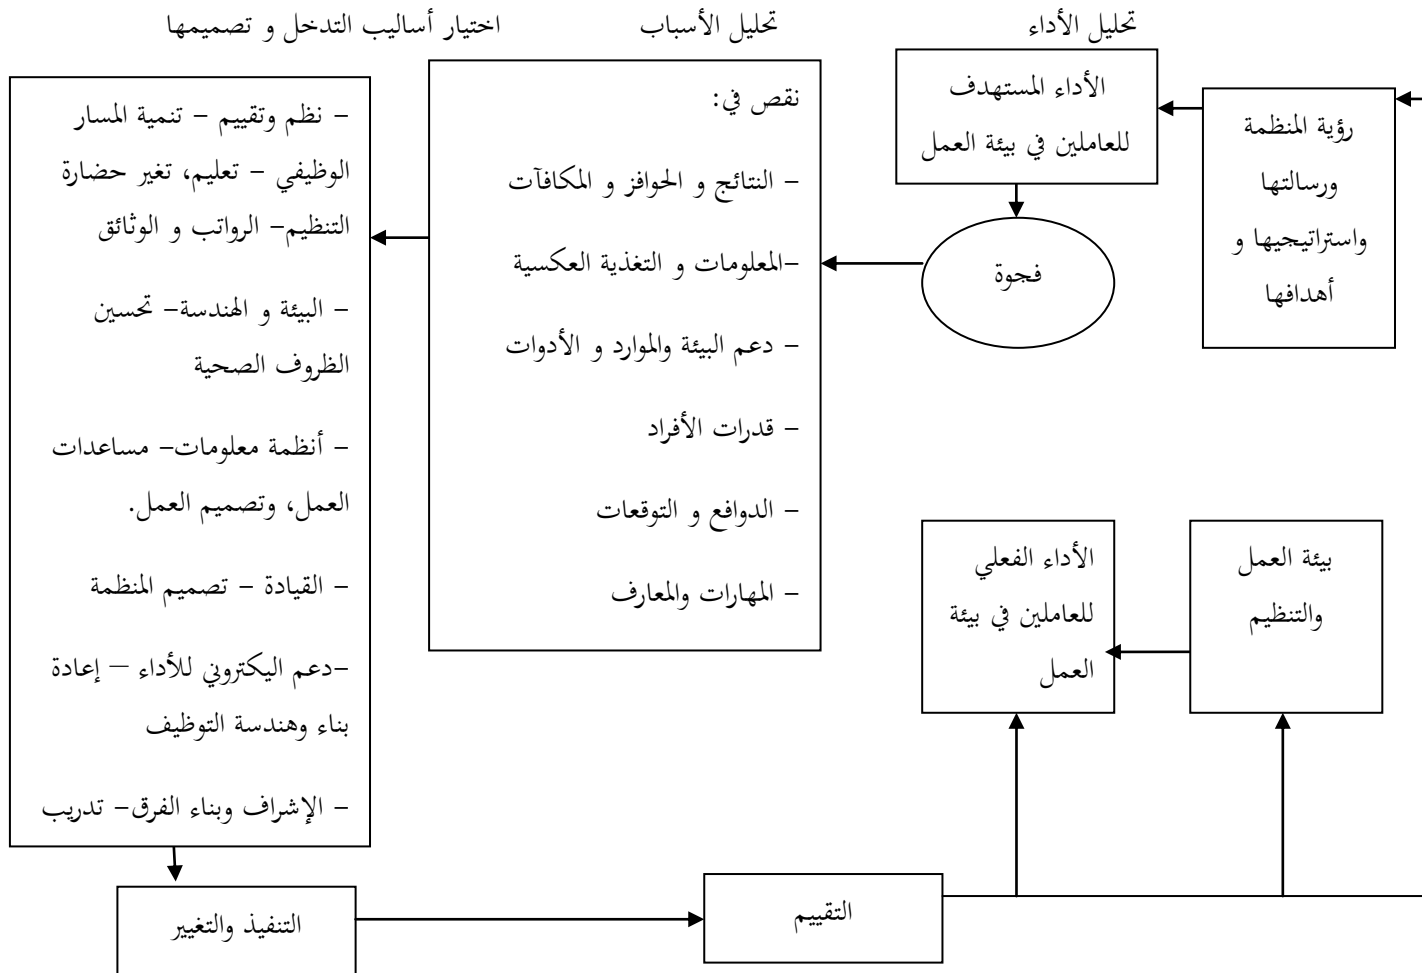 تحليل الأداء
تحليل الأسباب
اختيار أساليب التدخل و تصميمها
رؤية المنظمة
ورسالتها
واستراتيجيها و
أهدافها
الأداء المستهدف
للعاملين في بيئة العمل
فجوة
نقص في:
– النتائج و الحوافز و المكافآت
–المعلومات و التغذية العكسية
– دعم البيئة والموارد و الأدوات
– قدرات الأفراد
– الدوافع و التوقعات
– المهارات والمعارف
– نظم وتقييم – تنمية المسار
الوظيفي – تعليم، تغير حضارة
التنظيم– الرواتب و الوثائق
– البيئة و الهندسة– تحسين
الظروف الصحية
– أنظمة معلومات– مساعدات
العمل، وتصميم العمل.
– القيادة – تصميم المنظمة
–دعم اليكتروني للأداء – إعادة
بناء وهندسة التوظيف
– الإشراف وبناء الفرق– تدريب
بيئة العمل
والتنظيم
الأداء الفعلي
للعاملين في بيئة
العمل
التنفيذ والتغيير
التقييم